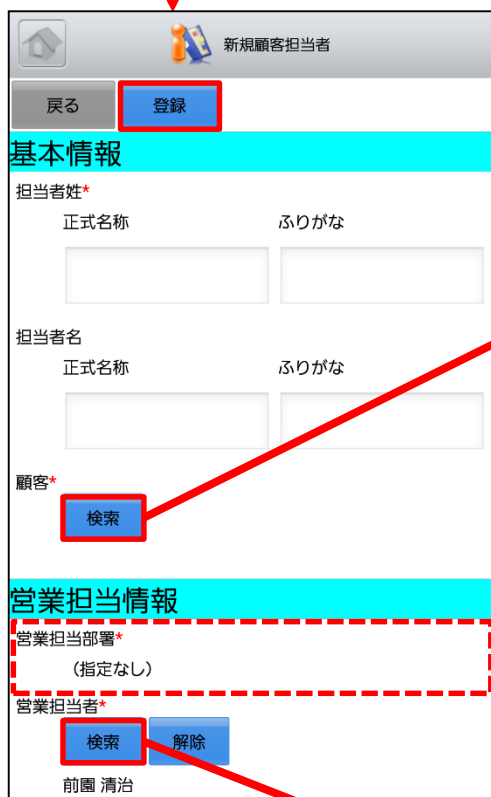 新規顧客担当者
戻る 登録
基本情報
担当者姓*
正式名称 ふりがな
担当者名
正式名称 ふりがな
顧客*
検索
営業担当情報
営業担当部署*
（指定なし）
営業担当者*
検索 解除
前園 清治